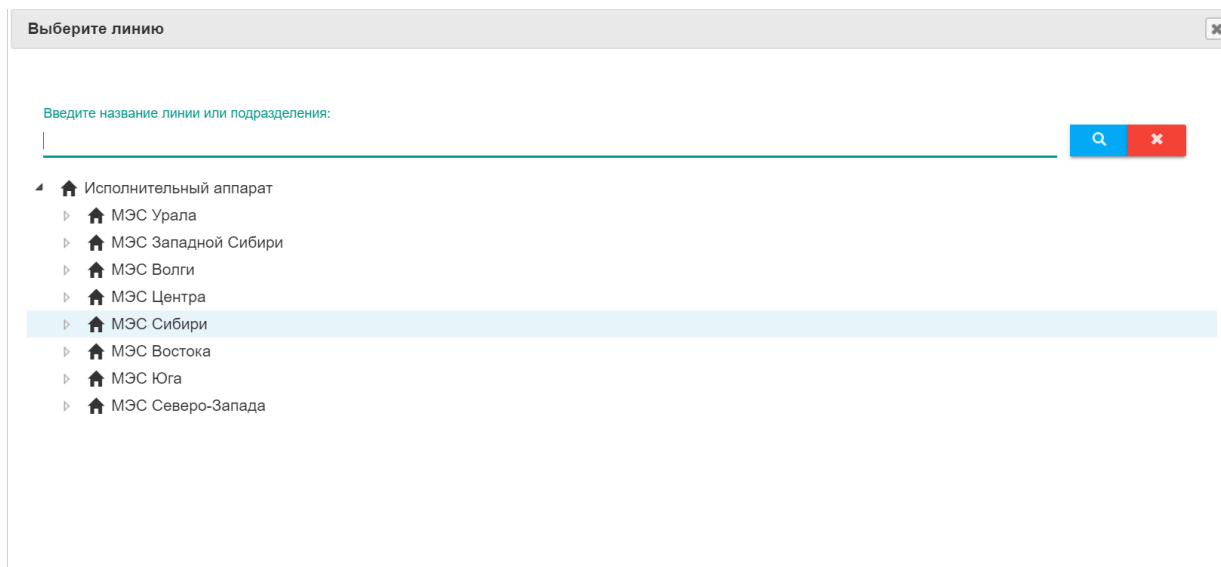 Выберите линию
Введите название линии или подразделения:
Исполнительный аппарат
МЭС Урала
МЭС Западной Сибири
МЭС Волги
МЭС Центра
МЭС Сибири
МЭС Востока
МЭС Юга
МЭС Северо-Запада